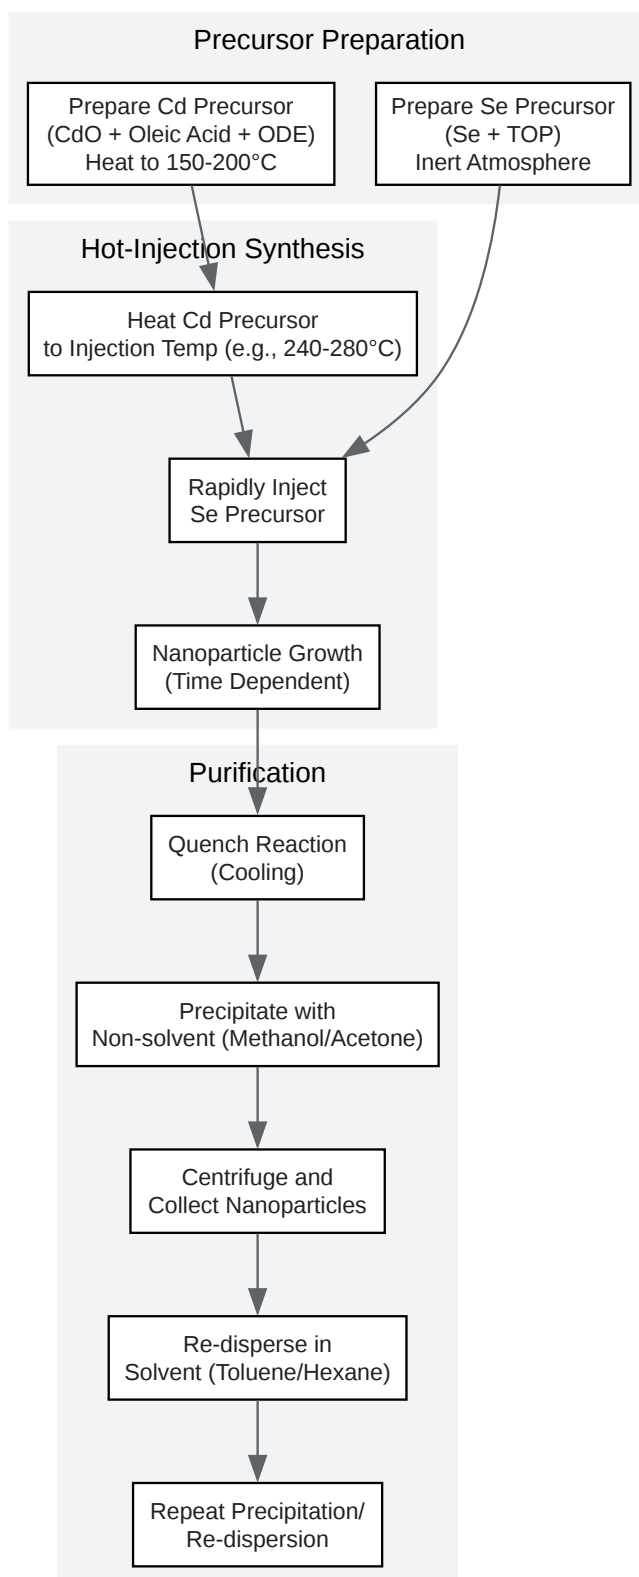 Precursor Preparation
Prepare Cd Precursor
(CdO + Oleic Acid + ODE)
Heat to 150-200°C
Prepare Se Precursor
(Se + TOP)
Inert Atmosphere
Hot-Injection Synthesis
Heat Cd Precursor
to Injection Temp (e.g., 240-280°C)
Rapidly Inject
Se Precursor
Nanoparticle Growth
(Time Dependent)
Purification
Quench Reaction
(Cooling)
Precipitate with
Non-solvent (Methanol/Acetone)
Centrifuge and
Collect Nanoparticles
Re-disperse in
Solvent (Toluene/Hexane)
Repeat Precipitation/
Re-dispersion